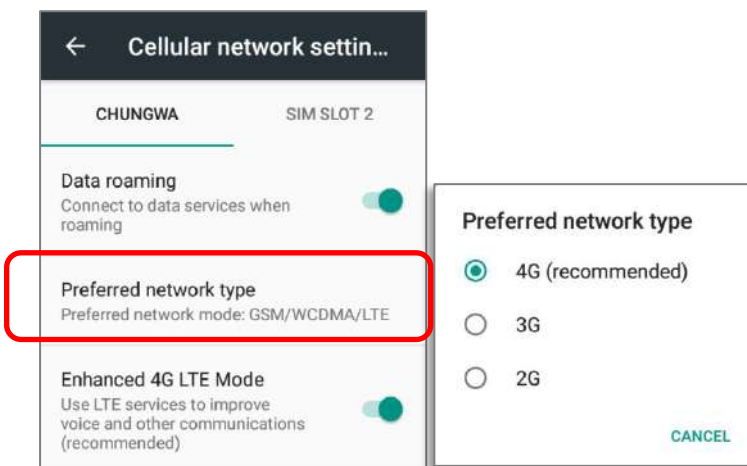 Cellular network settin...
CHUNGWA
SIM SLOT 2
Data roaming
Connect to data services when
roaming
Preferred network type
Preferred network mode: GSM/WCDMA/LTE
Enhanced 4G LTE Mode
Use LTE services to improve
voice and other communications
(recommended)
Preferred network type
4G (recommended)
3G
2G
CANCEL